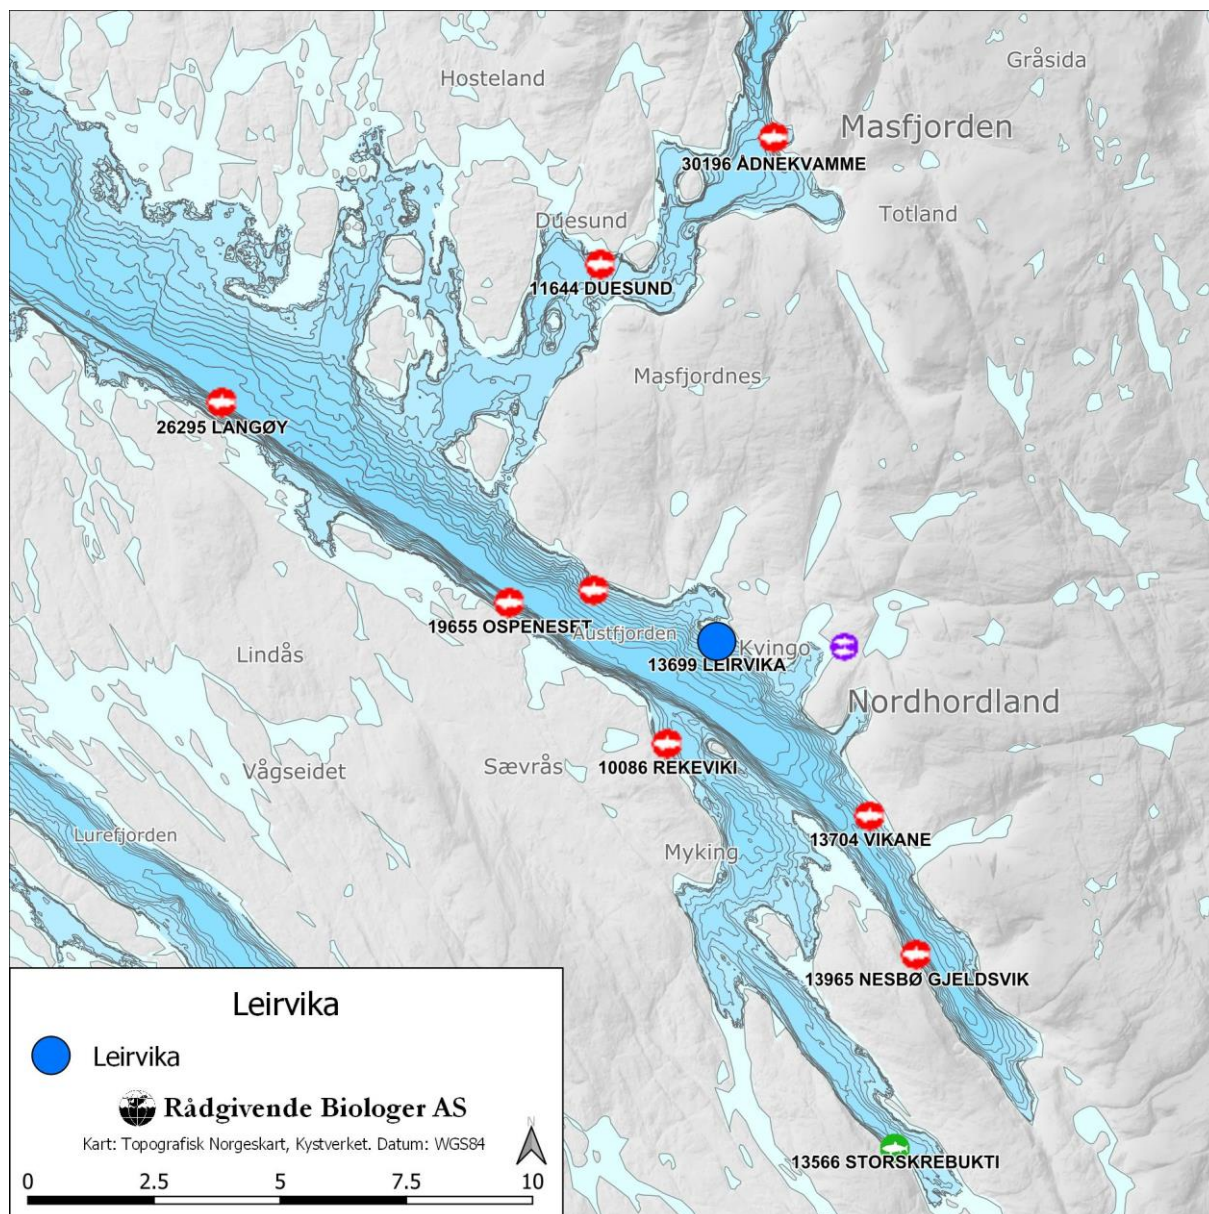 Hosteland
Gråsida
Masfjorden
30196 ÅDNEKVAMME
Duesund
Totland
11644 DUESUND
Masfjordnes
26295 LANGØY
19655 OSPENESET
Austfjorden
Kvingo
13699 LEIRVIKA
Lindås
Nordhordland
Sævrås
10086 REKEVIKI
Vågseidet
Lurefjorden
13704 VIKANE
Myking
13965 NESBØ GJELDSVIK
Leirvika
Leirvika
Rådgivende Biologer AS
N
Kart: Topografisk Norgeskart, Kystverket. Datum: WGS84
13566 STORSKREBUKTI
0 2.5 5 7.5 10